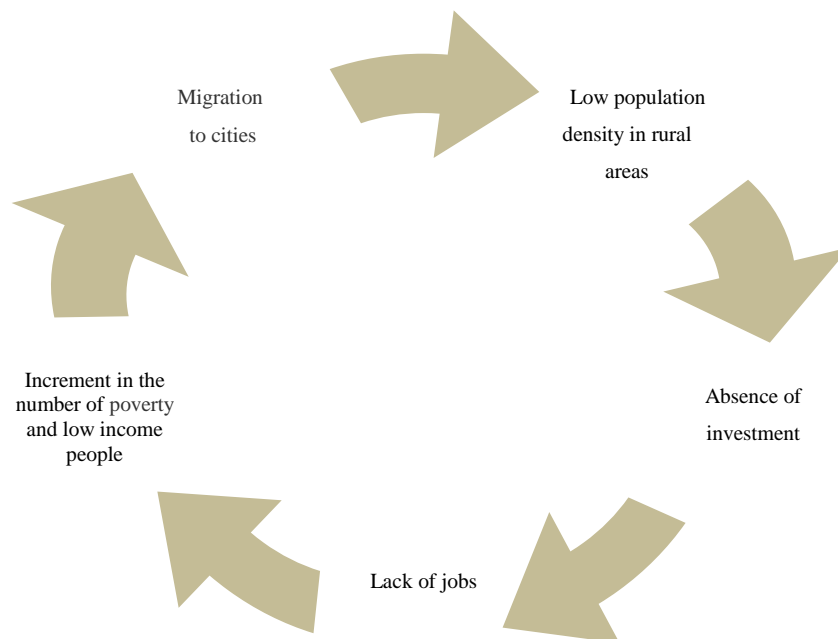 Migration
to cities
Low population
density in rural
areas
Absence of
investment
Lack of jobs
Increment in the
number of poverty
and low income
people